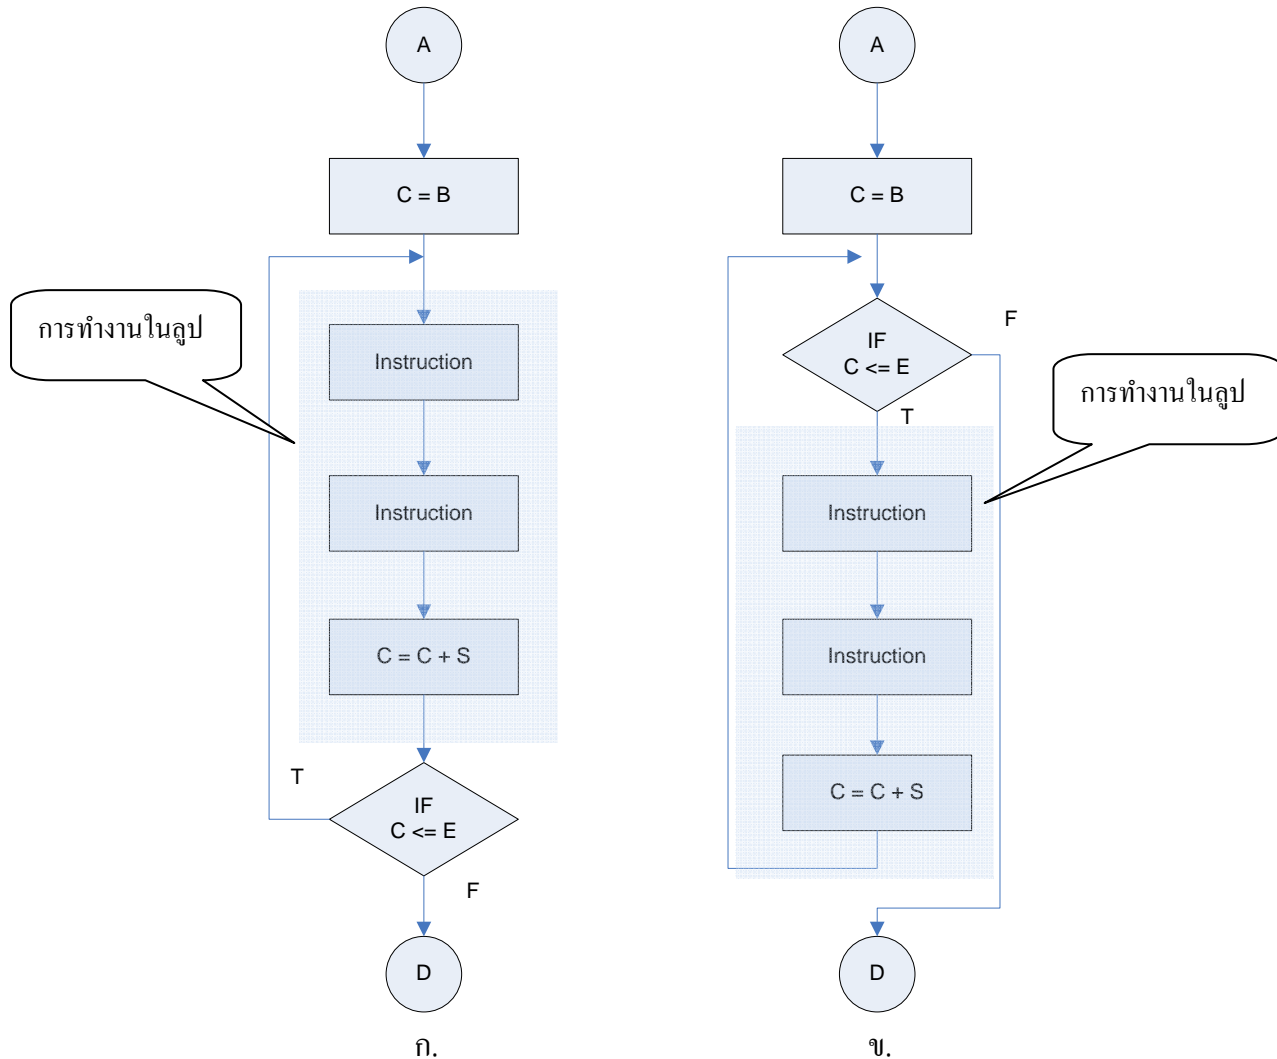 A
C = B
การทำงานในลูป
Instruction
Instruction
C = C + S
T
IF
C <= E
F
D
ก.
A
C = B
F
IF
C <= E
T
การทำงานในลูป
Instruction
Instruction
C = C + S
D
ข.